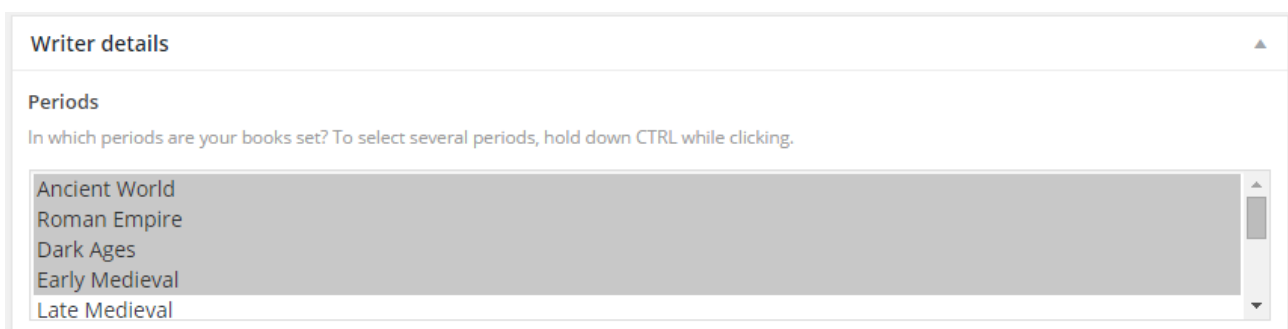 Writer details
Periods
In which periods are your books set? To select several periods, hold down CTRL while clicking.
Ancient World
Roman Empire
Dark Ages
Early Medieval
Late Medieval